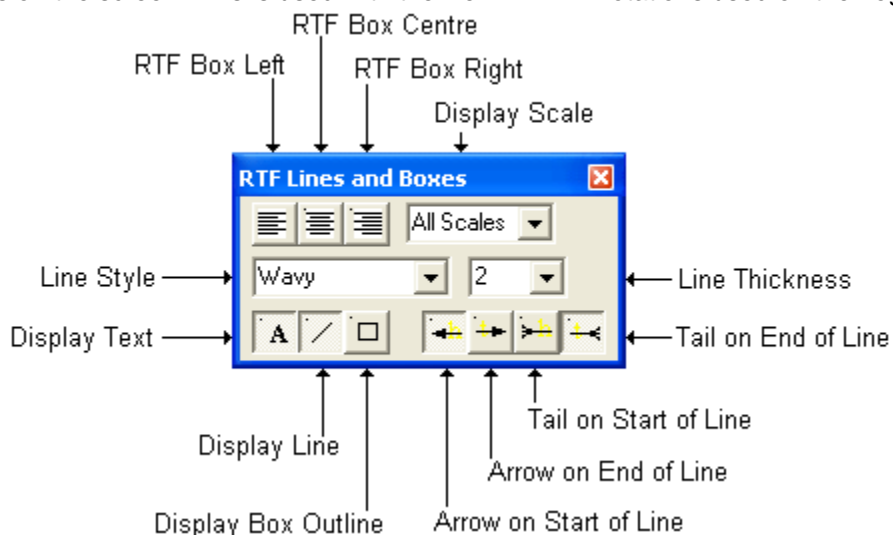 RTF Box Centre
RTF Box Left
RTF Box Right
Display Scale
RTF Lines and Boxes
All Scales
Line Style
Wavy
2
Line Thickness
Display Text
A
h
t
h
t
Tail on End of Line
Tail on Start of Line
Display Line
Arrow on End of Line
Display Box Outline
Arrow on Start of Line